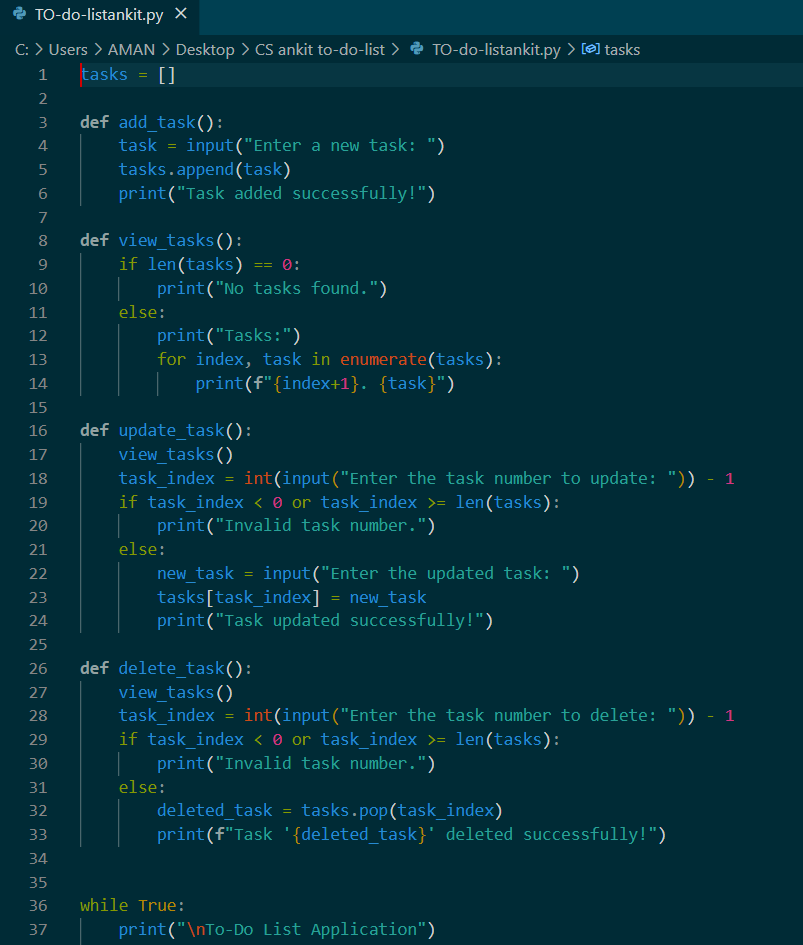 TO-do-listankit.py ×
C: > Users > AMAN > Desktop > CS ankit to-do-list > TO-do-listankit.py > tasks
1 tasks = []
2
3 def add_task():
4     task = input("Enter a new task: ")
5     tasks.append(task)
6     print("Task added successfully!")
7
8 def view_tasks():
9     if len(tasks) == 0:
10         print("No tasks found.")
11     else:
12         print("Tasks:")
13         for index, task in enumerate(tasks):
14             print(f"{index+1}. {task}")
15
16 def update_task():
17     view_tasks()
18     task_index = int(input("Enter the task number to update: ")) - 1
19     if task_index < 0 or task_index >= len(tasks):
20         print("Invalid task number.")
21     else:
22         new_task = input("Enter the updated task: ")
23         tasks[task_index] = new_task
24         print("Task updated successfully!")
25
26 def delete_task():
27     view_tasks()
28     task_index = int(input("Enter the task number to delete: ")) - 1
29     if task_index < 0 or task_index >= len(tasks):
30         print("Invalid task number.")
31     else:
32         deleted_task = tasks.pop(task_index)
33         print(f"Task '{deleted_task}' deleted successfully!")
34
35
36 while True:
37     print("\nTo-Do List Application")